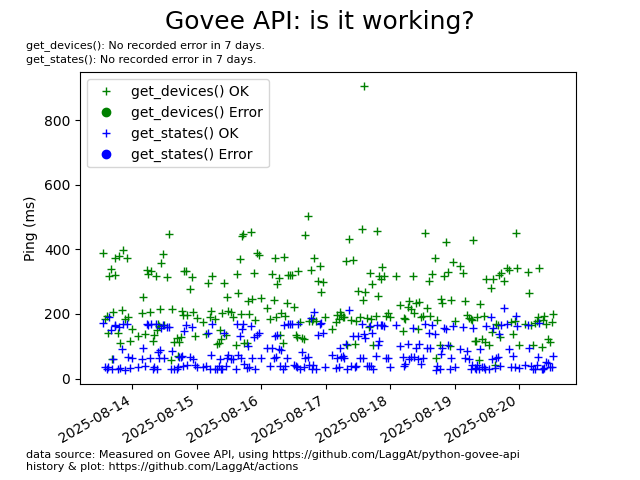 Govee API: is it working?
get_devices(): No recorded error in 7 days.
get_states(): No recorded error in 7 days.
get_devices() OK
get_devices() Error
get_states() OK
get_states() Error
Ping (ms)
800
600
400
200
0
2025-08-14
2025-08-15
2025-08-16
2025-08-17
2025-08-18
2025-08-19
2025-08-20
data source: Measured on Govee API, using https://github.com/LaggAt/python-govee-api
history & plot: https://github.com/LaggAt/actions